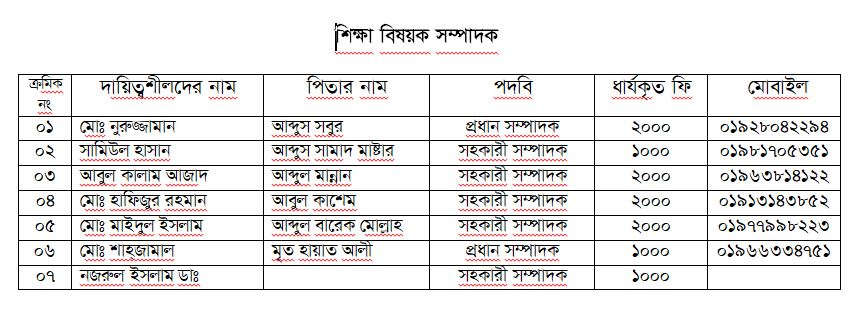 শিক্ষা বিষয়ক সম্পাদক
ক্রমিক নং দায়িত্বশীলদের নাম পিতার নাম পদবি ধার্যকৃত ফি মোবাইল
০১ মোঃ নুরুজ্জামান আব্দুস সবুর প্রধান সম্পাদক ২০০০ ০১৯২৮০৪২২৯৪
০২ সামিউল হাসান আব্দুস সামাদ মাষ্টার সহকারী সম্পাদক ১০০০ ০১৯৮১৭০৫৩৫১
০৩ আবুল কালাম আজাদ আব্দুল মান্নান সহকারী সম্পাদক ২০০০ ০১৯৬৩৮১৪১২২
০৪ মোঃ হাফিজুর রহমান আবুল কাশেম সহকারী সম্পাদক ২০০০ ০১৯১৩১৪৩৮৫২
০৫ মোঃ মাইদুল ইসলাম আব্দুল বারেক মোল্লাহ সহকারী সম্পাদক ২০০০ ০১৯৭৭৯৯৮২২৩
০৬ মোঃ শাহজামাল মৃত হায়াত আলী প্রধান সম্পাদক ১০০০ ০১৯৬৬৩৩৪৭৫১
০৭ নজরুল ইসলাম ডাঃ সহকারী সম্পাদক ১০০০